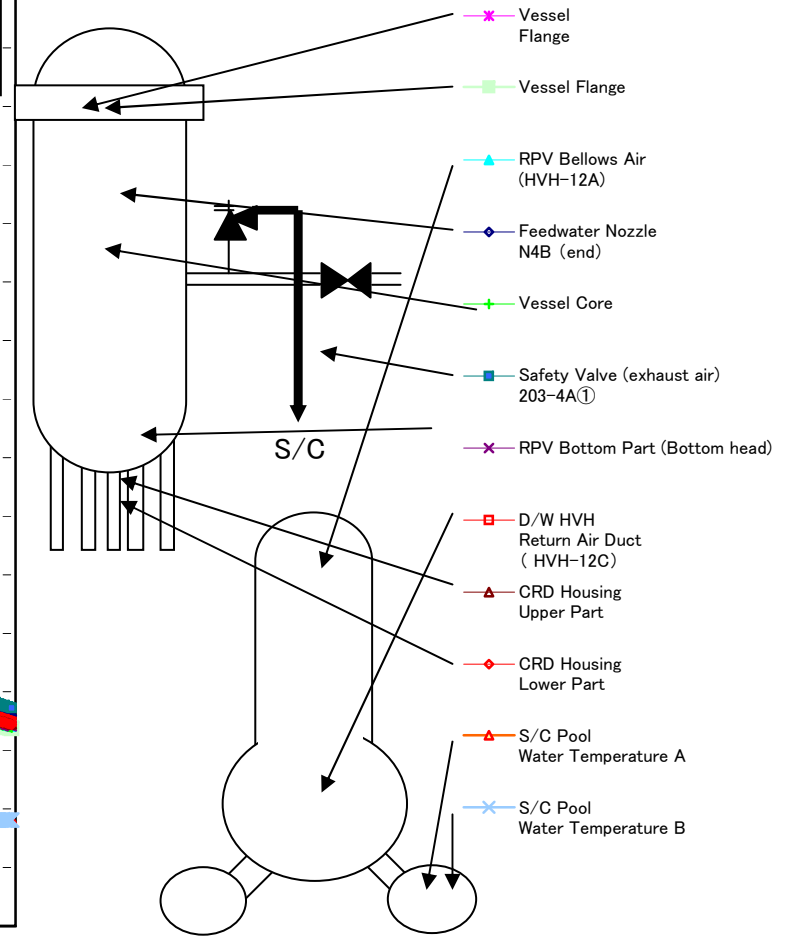 Vessel
Flange
Vessel Flange
RPV Bellows Air
(HVH-12A)
Feedwater Nozzle
N4B (end)
Vessel Core
Safety Valve (exhaust air)
203-4A①
S/C
RPV Bottom Part (Bottom head)
D/W HVH
Return Air Duct
( HVH-12C)
CRD Housing
Upper Part
CRD Housing
Lower Part
S/C Pool
Water Temperature A
S/C Pool
Water Temperature B